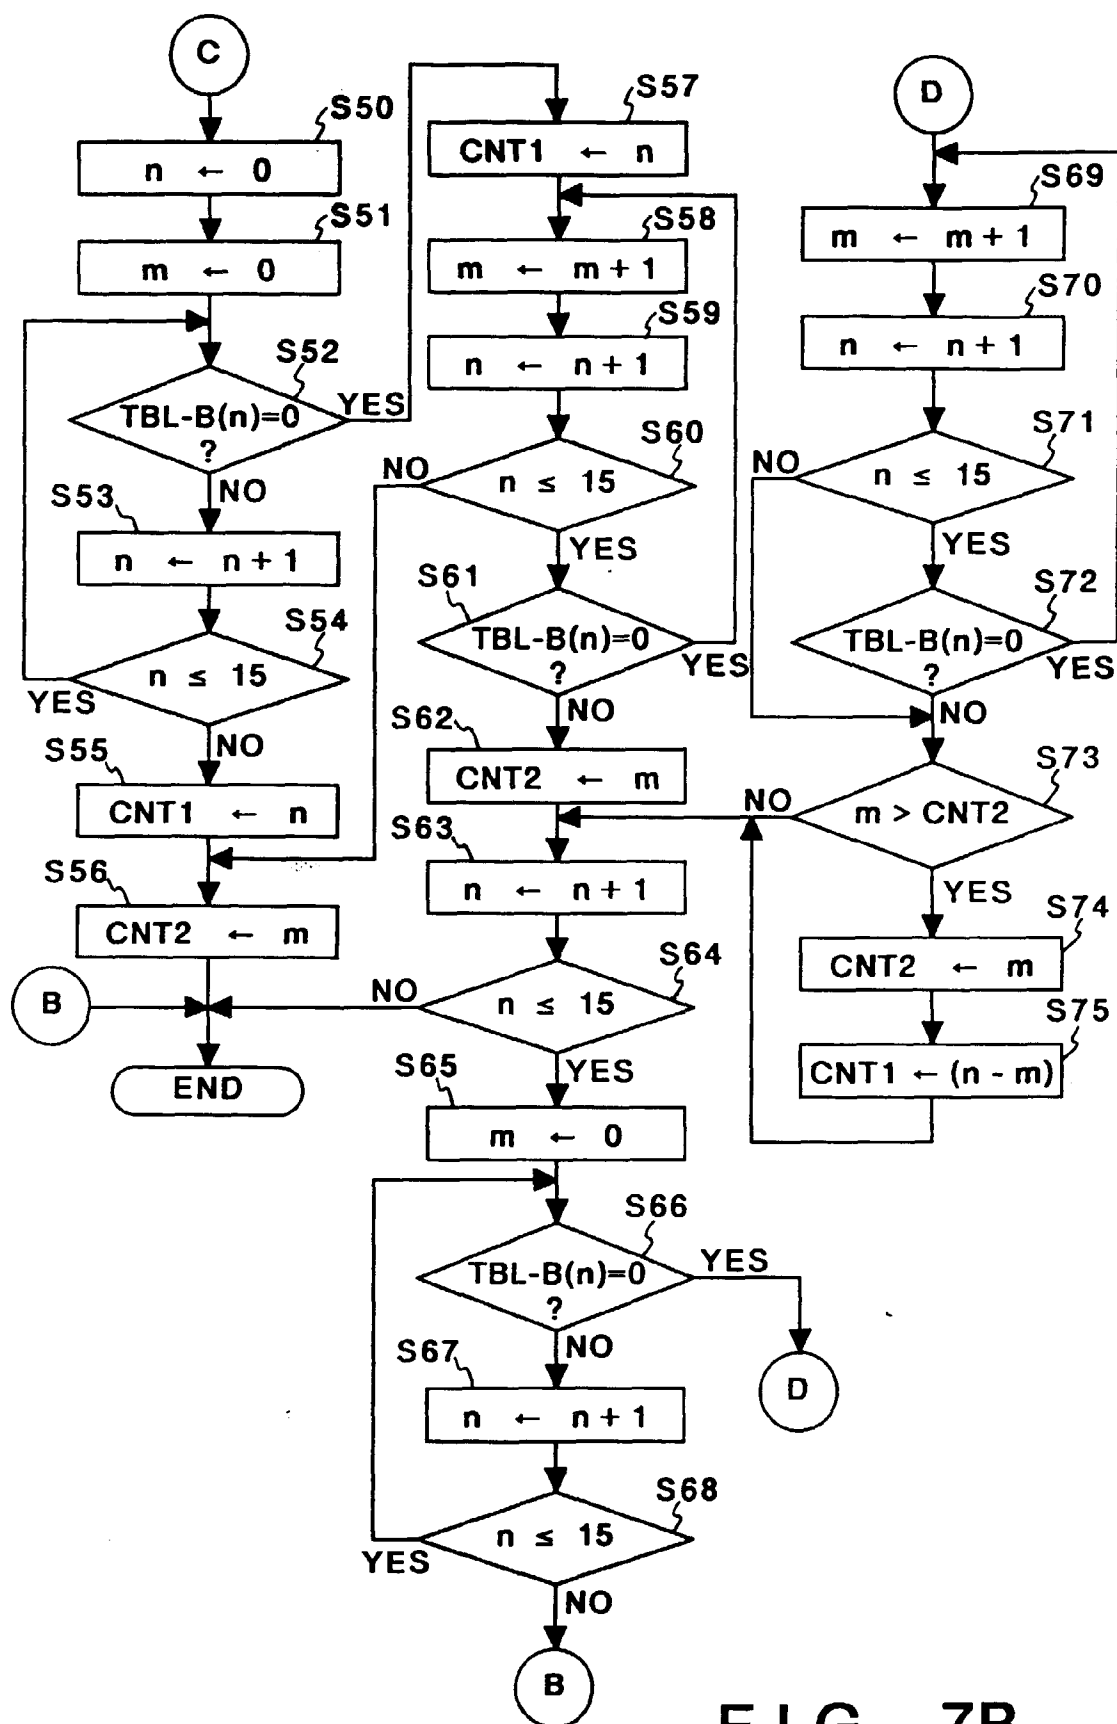 C
S50
n ← 0
S51
m ← 0
S52
TBL-B(n)=0
?
YES
NO
S53
n ← n+1
S54
n ≤ 15
YES
NO
S55
CNT1 ← n
S56
CNT2 ← m
B
END
S57
CNT1 ← n
S58
m ← m+1
S59
n ← n+1
S60
NO
n ≤ 15
YES
S61
TBL-B(n)=0
?
YES
NO
S62
CNT2 ← m
S63
n ← n+1
S64
NO
n ≤ 15
YES
S65
m ← 0
S66
TBL-B(n)=0
?
YES
D
NO
S67
n ← n+1
S68
n ≤ 15
YES
NO
B
D
S69
m ← m+1
S70
n ← n+1
S71
NO
n ≤ 15
YES
S72
TBL-B(n)=0
?
YES
NO
S73
NO
m > CNT2
YES
S74
CNT2 ← m
S75
CNT1 ← (n - m)
FIG. 7B